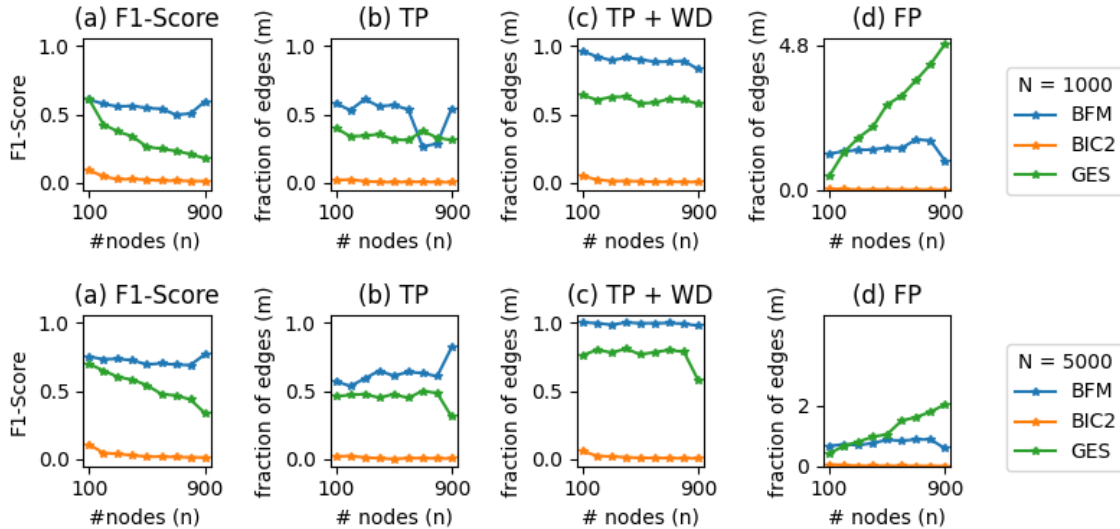 (a) F1-Score
(b) TP
(c) TP + WD
(d) FP
F1-Score
1.0
0.5
0.0
100
900
#nodes (n)
fraction of edges (m)
1.0
0.5
0.0
100
900
# nodes (n)
fraction of edges (m)
1.0
0.5
0.0
100
900
# nodes (n)
fraction of edges (m)
4.8
0.0
100
900
# nodes (n)
N = 1000
BFM
BIC2
GES
(a) F1-Score
(b) TP
(c) TP + WD
(d) FP
F1-Score
1.0
0.5
0.0
100
900
#nodes (n)
fraction of edges (m)
1.0
0.5
0.0
100
900
# nodes (n)
fraction of edges (m)
1.0
0.5
0.0
100
900
# nodes (n)
fraction of edges (m)
2
0
100
900
# nodes (n)
N = 5000
BFM
BIC2
GES